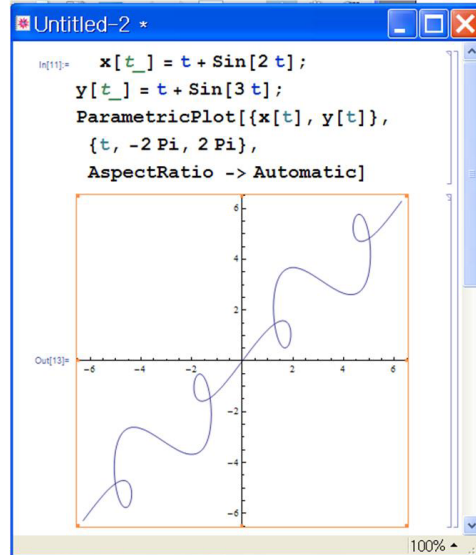 Untitled-2 *
In[11]:= x[t_] = t + Sin[2 t];
y[t_] = t + Sin[3 t];
ParametricPlot[{x[t], y[t]},
{t, -2 Pi, 2 Pi},
AspectRatio -> Automatic]
6
4
2
Out[13]= -6 -4 -2 2 4 6
-2
-4
-6
100%